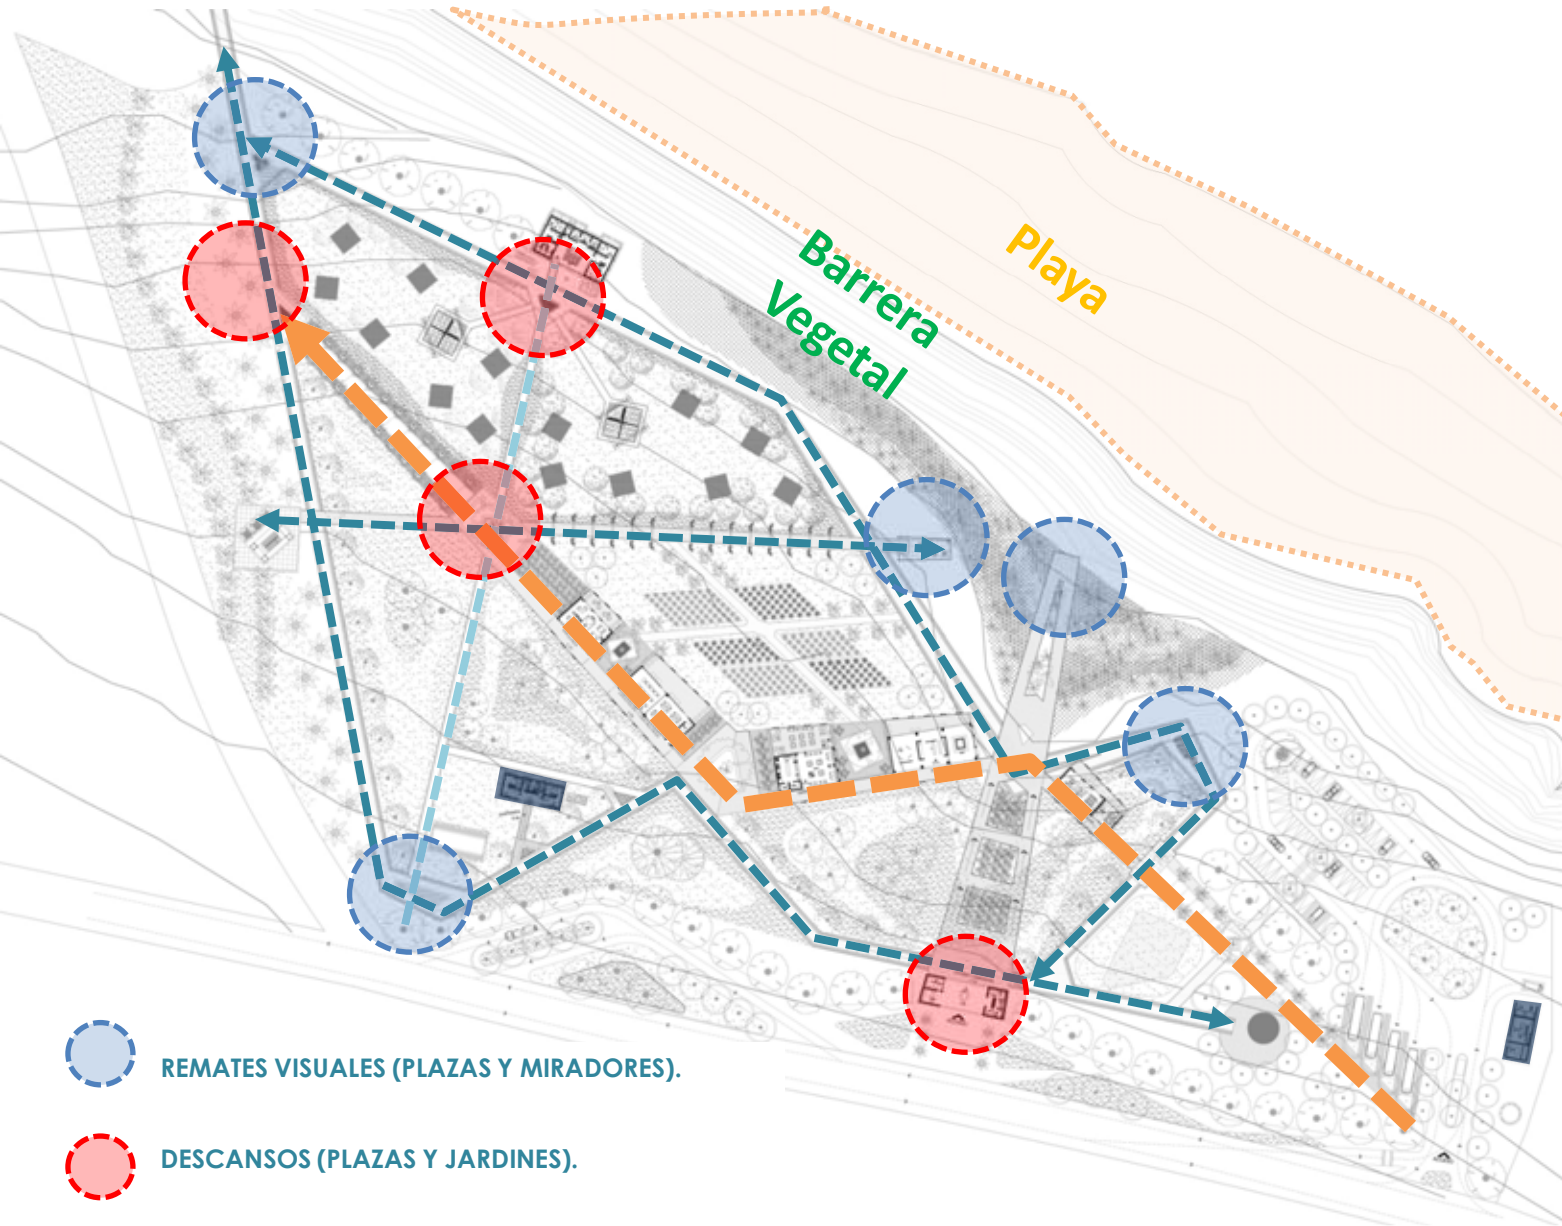 Playa
Barrera
Vegetal
REMATES VISUALES (PLAZAS Y MIRADORES).
DESCANSOS (PLAZAS Y JARDINES).